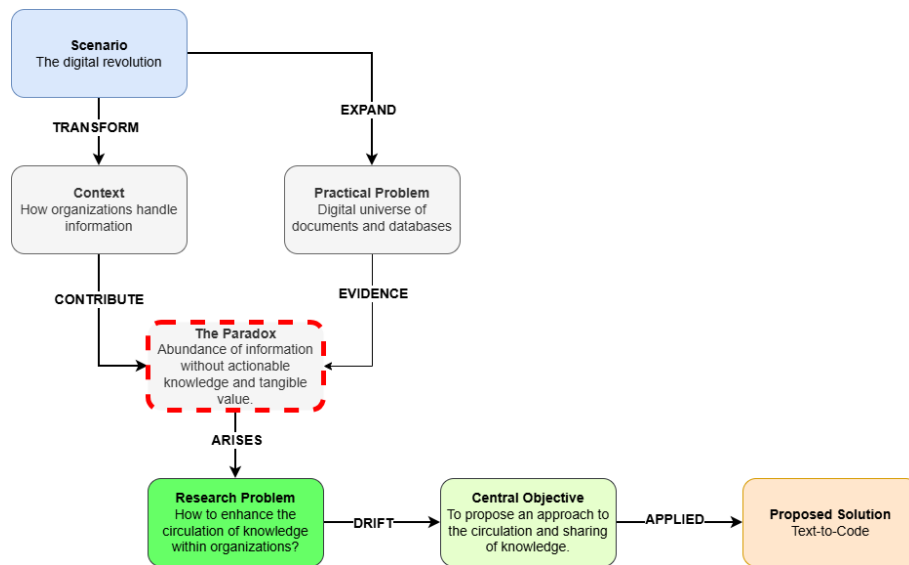 Scenario
The digital revolution
EXPAND
TRANSFORM
Context
How organizations handle
information
Practical Problem
Digital universe of
documents and databases
CONTRIBUTE
EVIDENCE
The Paradox
Abundance of information
without actionable
knowledge and tangible
value.
ARISES
Research Problem
How to enhance the
circulation of knowledge
within organizations?
DRIFT
Central Objective
To propose an approach to
the circulation and sharing
of knowledge.
APPLIED
Proposed Solution
Text-to-Code